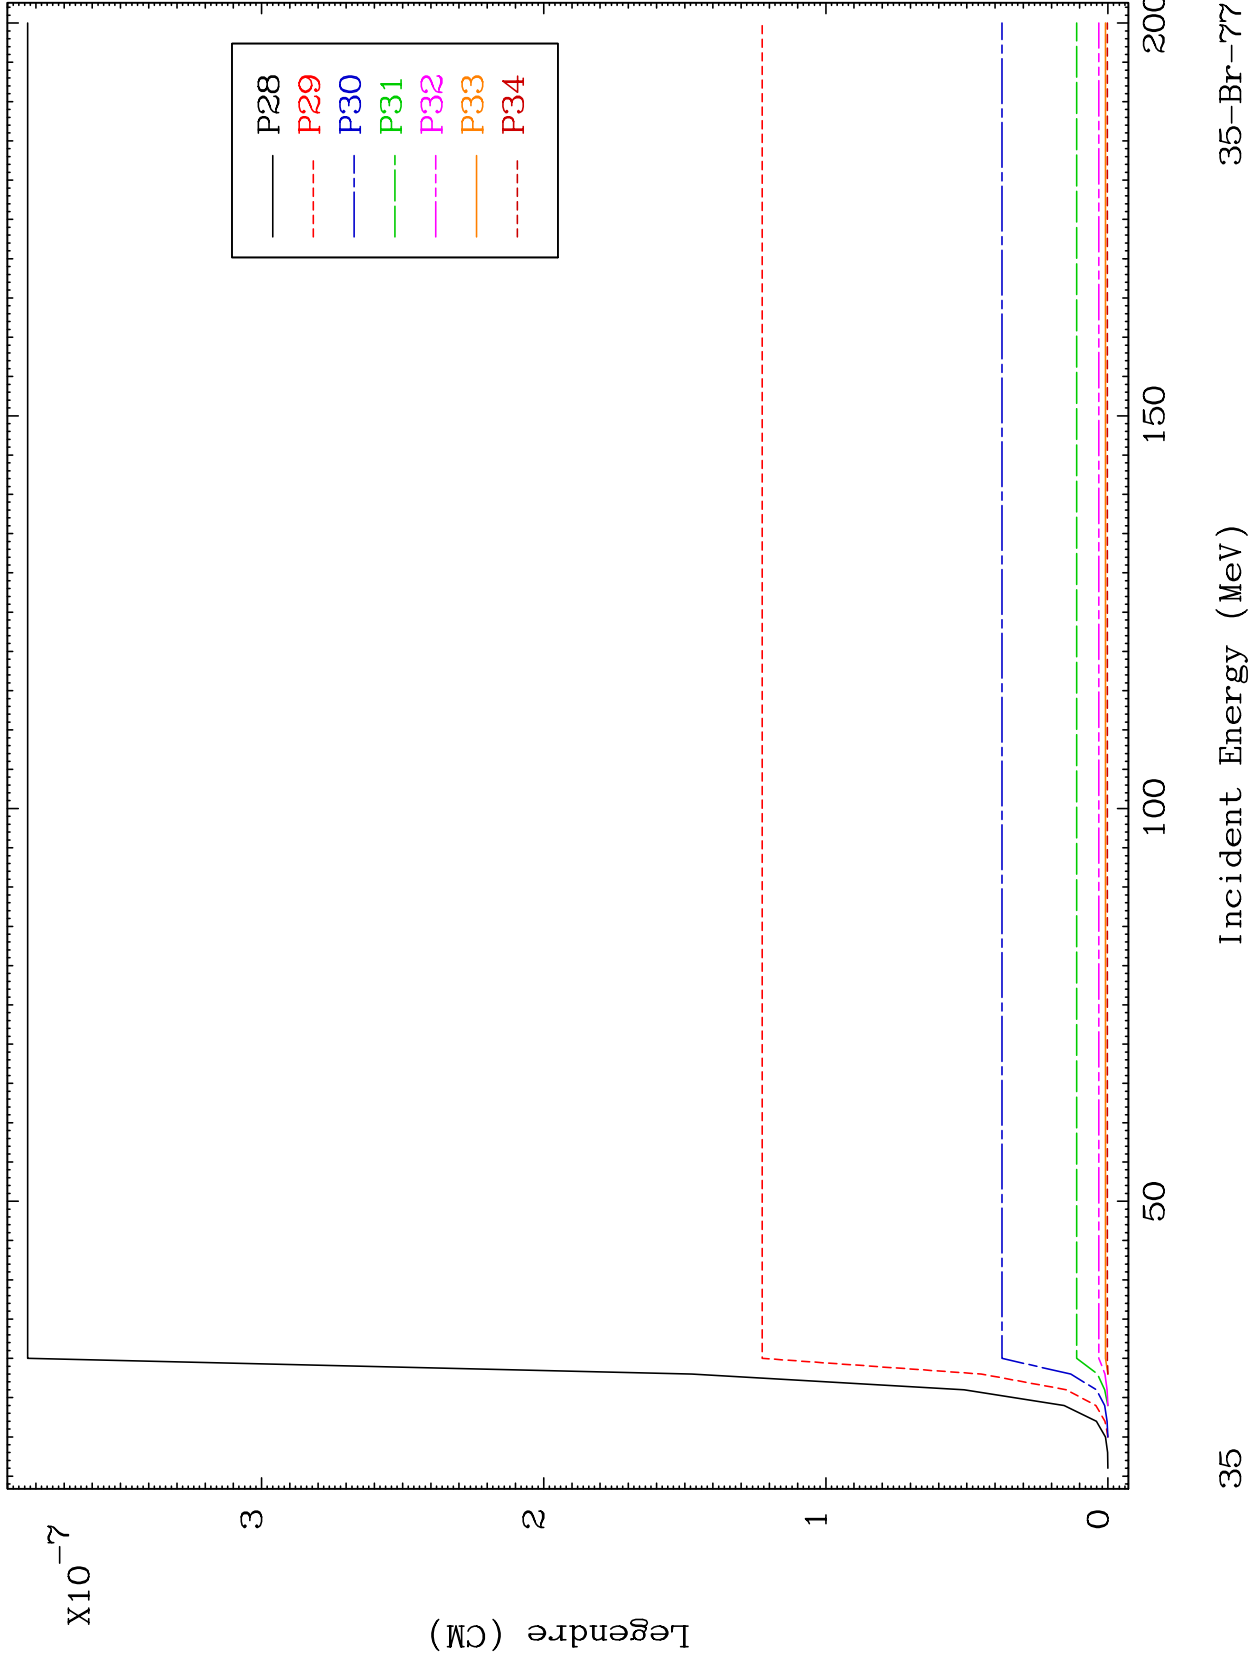 X10-7
Legendre (CM)
3
2
1
0
P28
P29
P30
P31
P32
P33
P34
50
100
150
200
Incident Energy (MeV)
35
35-Br-77